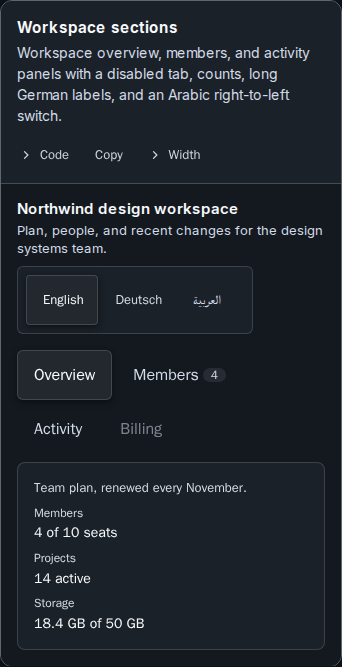 Workspace sections
Workspace overview, members, and activity
panels with a disabled tab, counts, long
German labels, and an Arabic right-to-left
switch.
Code Copy Width
Northwind design workspace
Plan, people, and recent changes for the design
systems team.
English Deutsch العربية
Overview Members 4
Activity Billing
Team plan, renewed every November.
Members
4 of 10 seats
Projects
14 active
Storage
18.4 GB of 50 GB